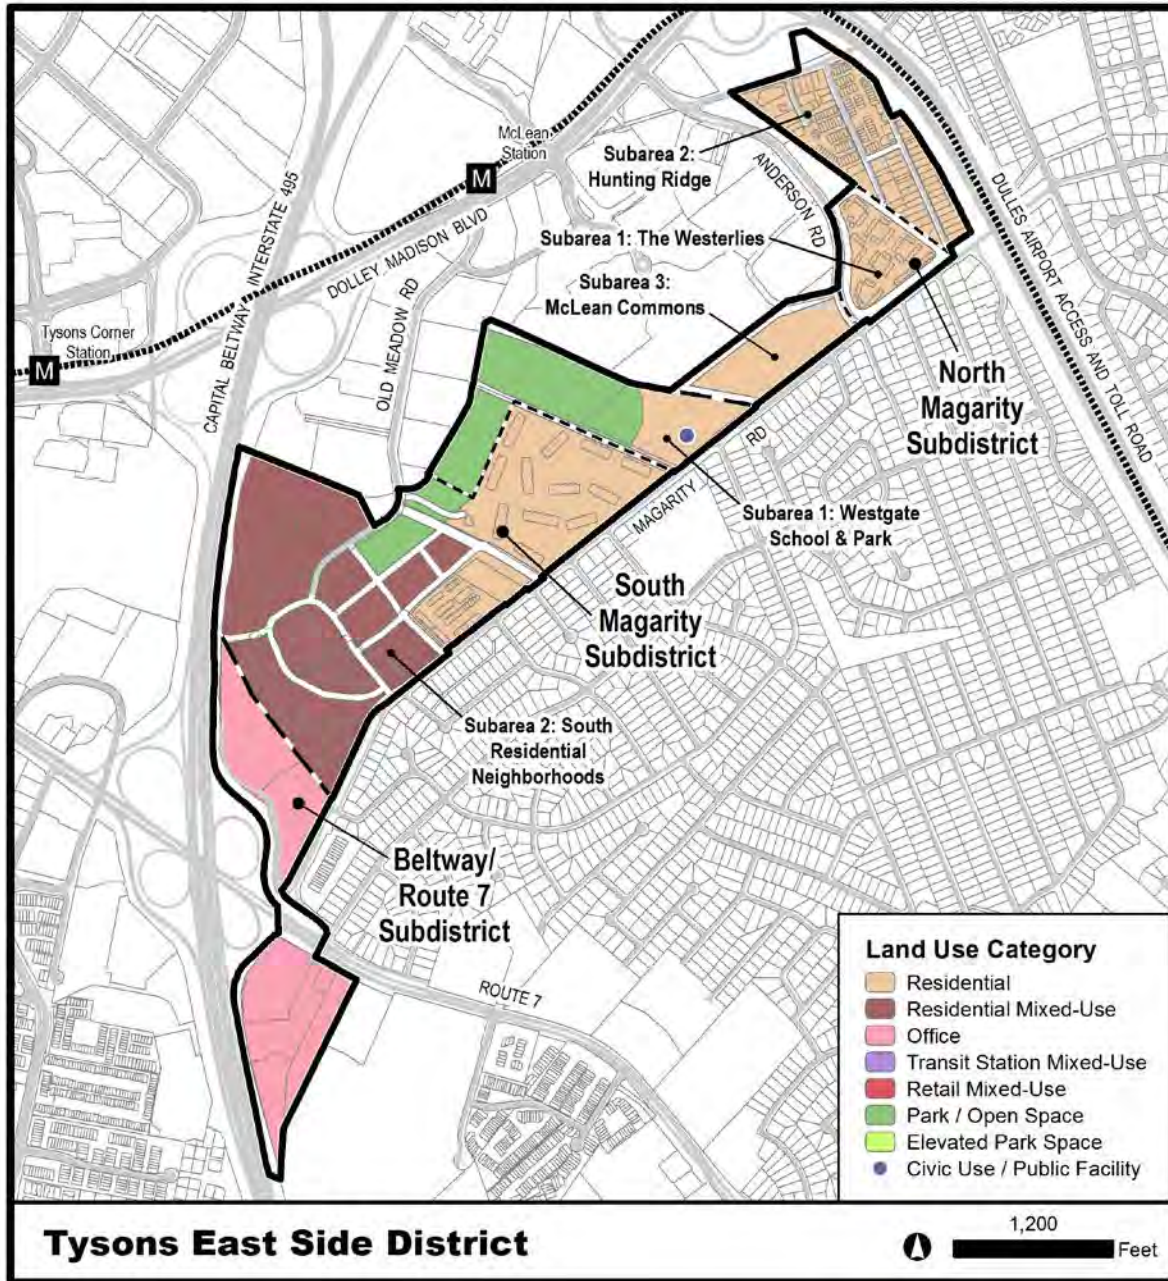 McLean
Station
M
Tysons Corner
Station
M
CAPITAL BELTWAY INTERSTATE 495
DOLLEY MADISON BLVD
OLD MEADOW RD
ANDERSON RD
DULLES AIRPORT ACCESS AND TOLL ROAD
Subarea 2:
Hunting Ridge
Subarea 1: The Westerlies
Subarea 3:
McLean Commons
North
Magarity
Subdistrict
MAGARITY RD
Subarea 1: Westgate
School & Park
South
Magarity
Subdistrict
Subarea 2: South
Residential
Neighborhoods
Beltway/
Route 7
Subdistrict
ROUTE 7
Land Use Category
Residential
Residential Mixed-Use
Office
Transit Station Mixed-Use
Retail Mixed-Use
Park / Open Space
Elevated Park Space
Civic Use / Public Facility
Tysons East Side District
1,200
Feet